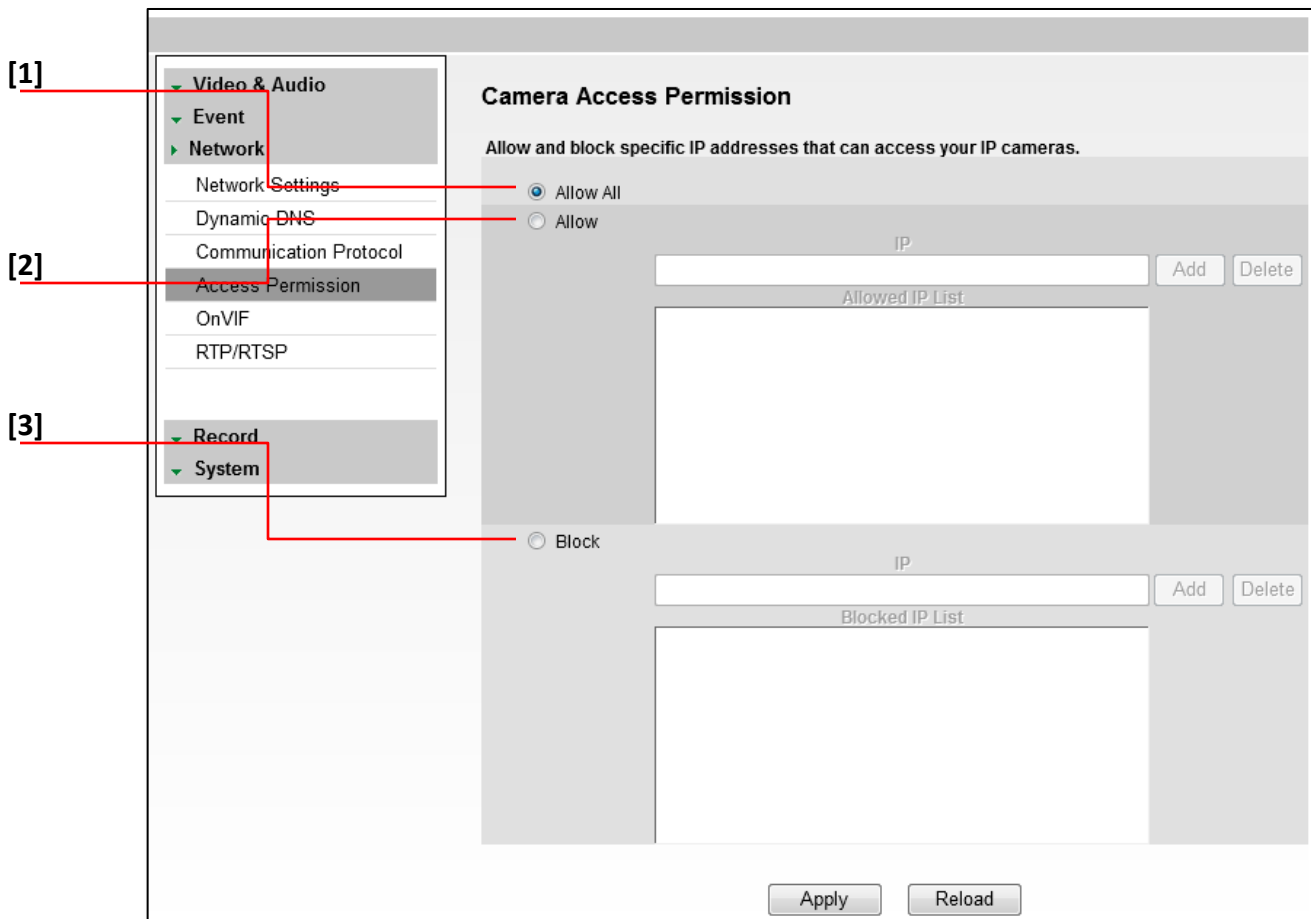 [1]
[2]
[3]
Video & Audio
Event
Network
Network Settings
Dynamic DNS
Communication Protocol
Access Permission
OnVIF
RTP/RTSP
Record
System
Camera Access Permission
Allow and block specific IP addresses that can access your IP cameras.
Allow All
Allow
IP
Add Delete
Allowed IP List
Block
IP
Add Delete
Blocked IP List
Apply Reload